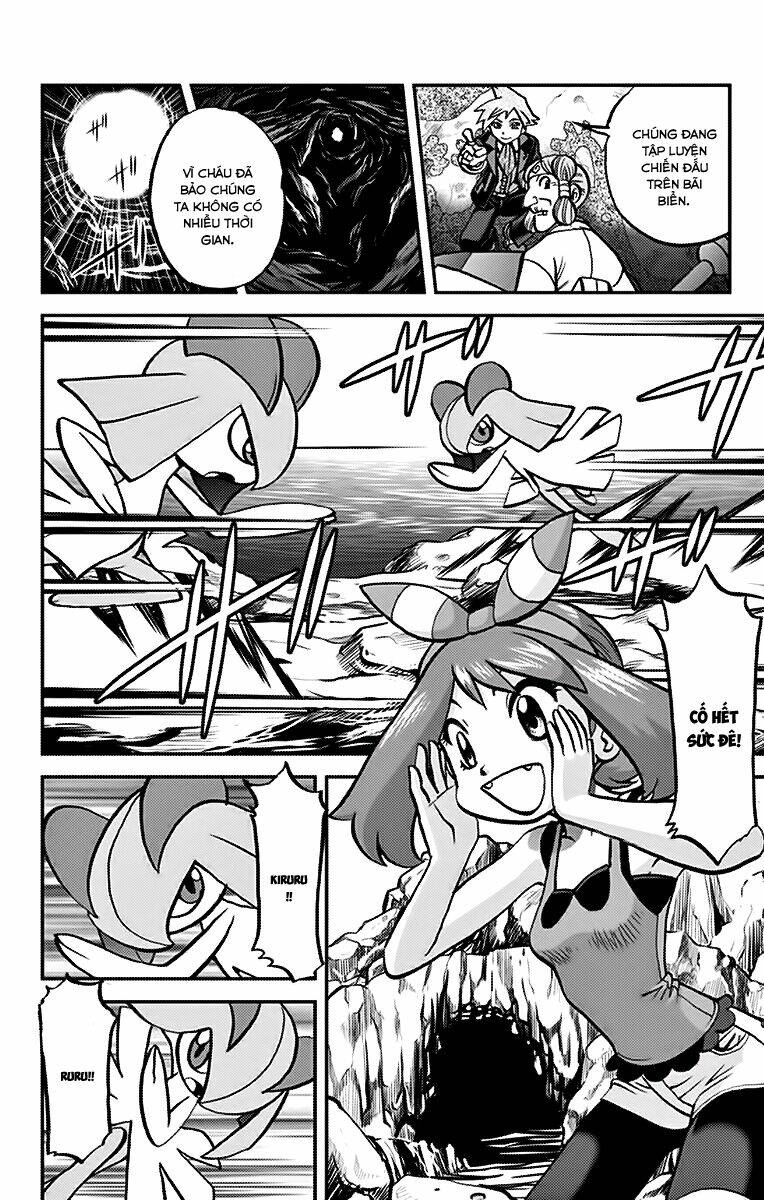 VÌ CHÁU ĐÃ
BẢO CHÚNG
TA KHÔNG CÓ
NHIỀU THỜI
GIAN.
CHÚNG ĐANG
TẬP LUYỆN
CHIẾN ĐẤU
TRÊN BÃI
BIỂN.
CỐ HẾT
SỨC ĐÊ!
KIRURU
!!
RURU!!